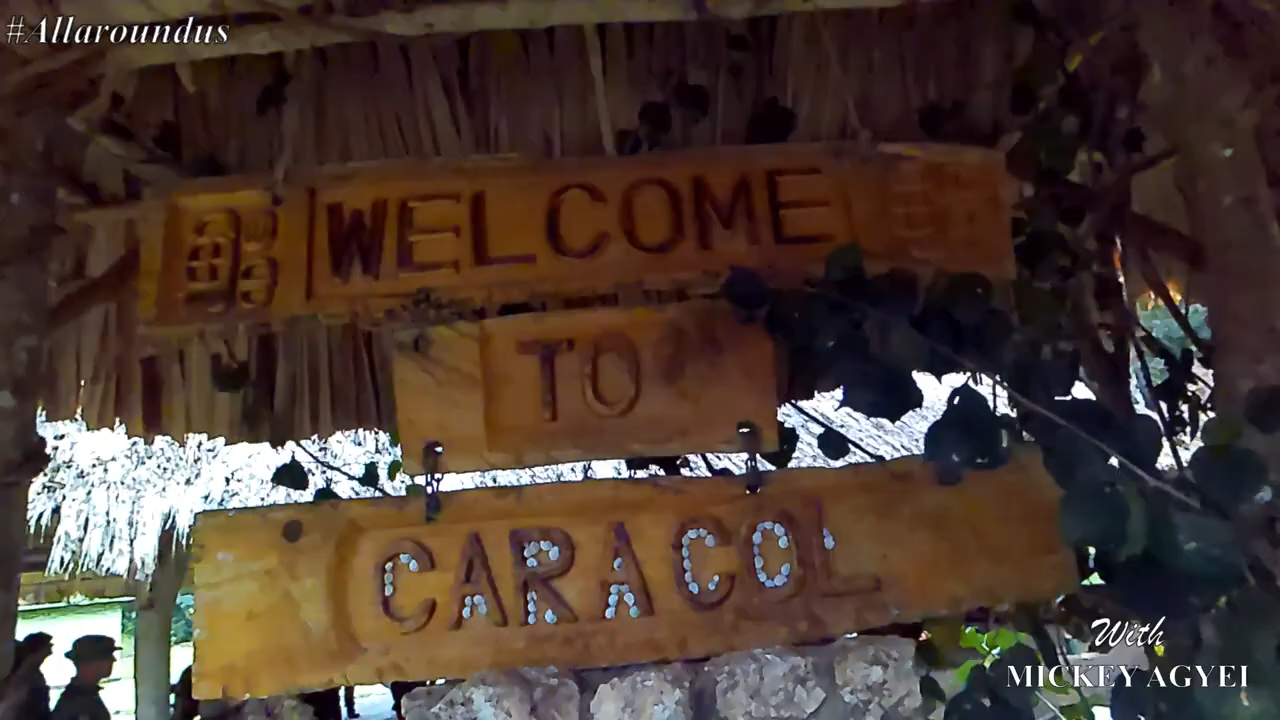 #Allaroundus
WELCOME
TO
CARACOL
With
MICKEY AGYEI